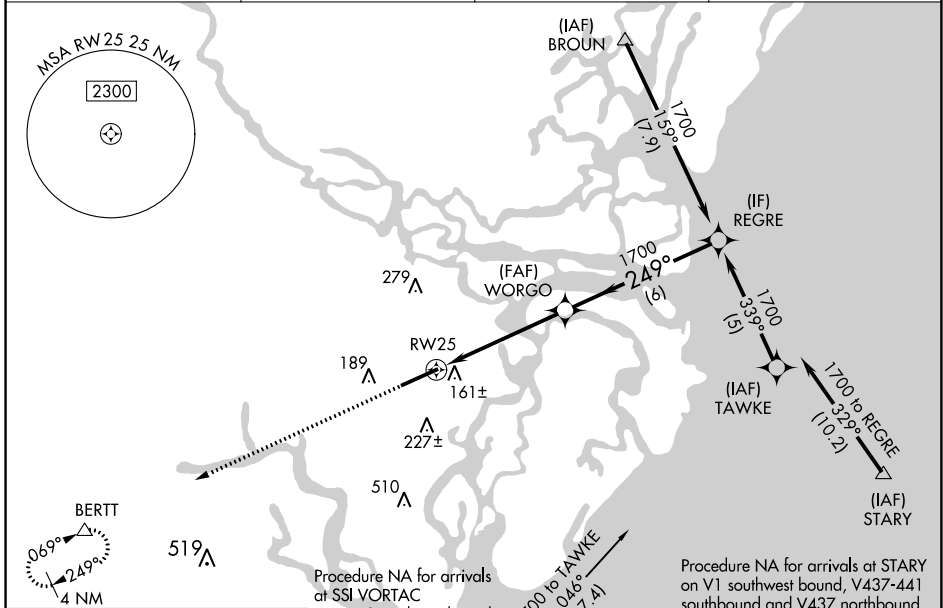 MSA RW25 25 NM
2300
(IAF)
BROUN
1700
159°
(7.9)
(IF)
REGRE
1700
249°
(6)
(FAF)
WORGO
279
RW25
189
161±
227±
1700
339°
(5)
(IAF)
TAWKE
1700 to REGRE
329°
(10.2)
(IAF)
STARY
510
519
BERTT
069°
249°
4 NM
to TAWKE
046°
Procedure NA for arrivals
at SSI VORTAC
Procedure NA for arrivals at STARY
on V1 southwest bound, V437-441
southbound and V437 northbound